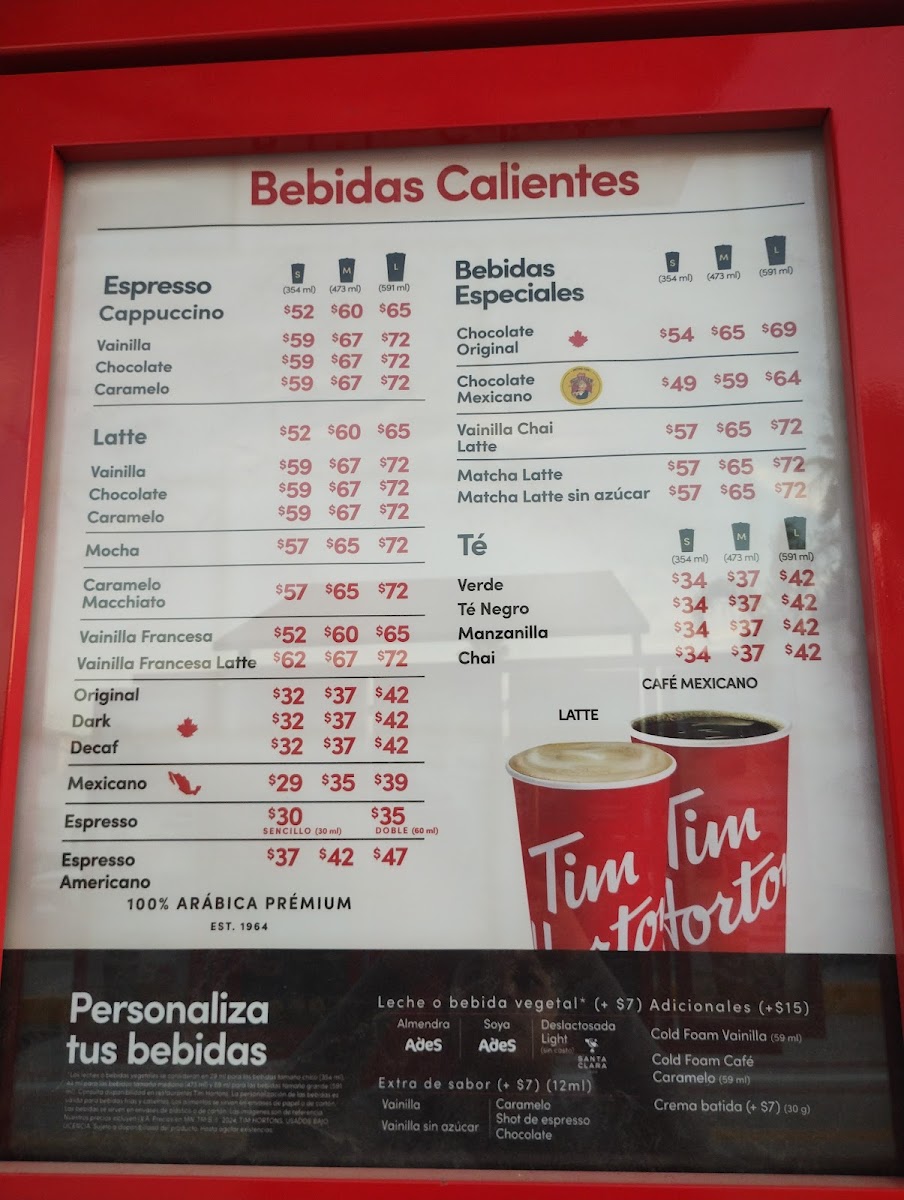 Bebidas Calientes
Espresso
S M L
(354 ml) (473 ml) (591 ml)
Cappuccino $52 $60 $65
Vainilla $59 $67 $72
Chocolate $59 $67 $72
Caramelo $59 $67 $72
Latte $52 $60 $65
Vainilla $59 $67 $72
Chocolate $59 $67 $72
Caramelo $59 $67 $72
Mocha $57 $65 $72
Caramelo
Macchiato $57 $65 $72
Vainilla Francesa $52 $60 $65
Vainilla Francesa Latte $62 $67 $72
Original $32 $37 $42
Dark $32 $37 $42
Decaf $32 $37 $42
Mexicano $29 $35 $39
Espresso $30 $35
SENCILLO (30 ml) DOBLE (60 ml)
Espresso
Americano $37 $42 $47
100% ARÁBICA PRÉMIUM
EST. 1964
Bebidas
Especiales
S M L
(354 ml) (473 ml) (591 ml)
Chocolate
Original $54 $65 $69
Chocolate
Mexicano $49 $59 $64
Vainilla Chai
Latte $57 $65 $72
Matcha Latte $57 $65 $72
Matcha Latte sin azúcar $57 $65 $72
Té
S M L
(354 ml) (473 ml) (591 ml)
Verde $34 $37 $42
Té Negro $34 $37 $42
Manzanilla $34 $37 $42
Chai $34 $37 $42
CAFÉ MEXICANO
LATTE
Tim
Horto
Tim
Horto
Personaliza
tus bebidas
Leche o bebida vegetal* (+ $7)
Almendra
AdeS
Soya
AdeS
Deslactosada
Light
SANTA
CLARA
Extra de sabor (+ $7) (12ml)
Vainilla
Vainilla sin azúcar
Caramelo
Shot de espresso
Chocolate
Adicionales (+$15)
Cold Foam Vainilla (59 ml)
Cold Foam Café
Caramelo (59 ml)
Crema batida (+ $7) (30 g)